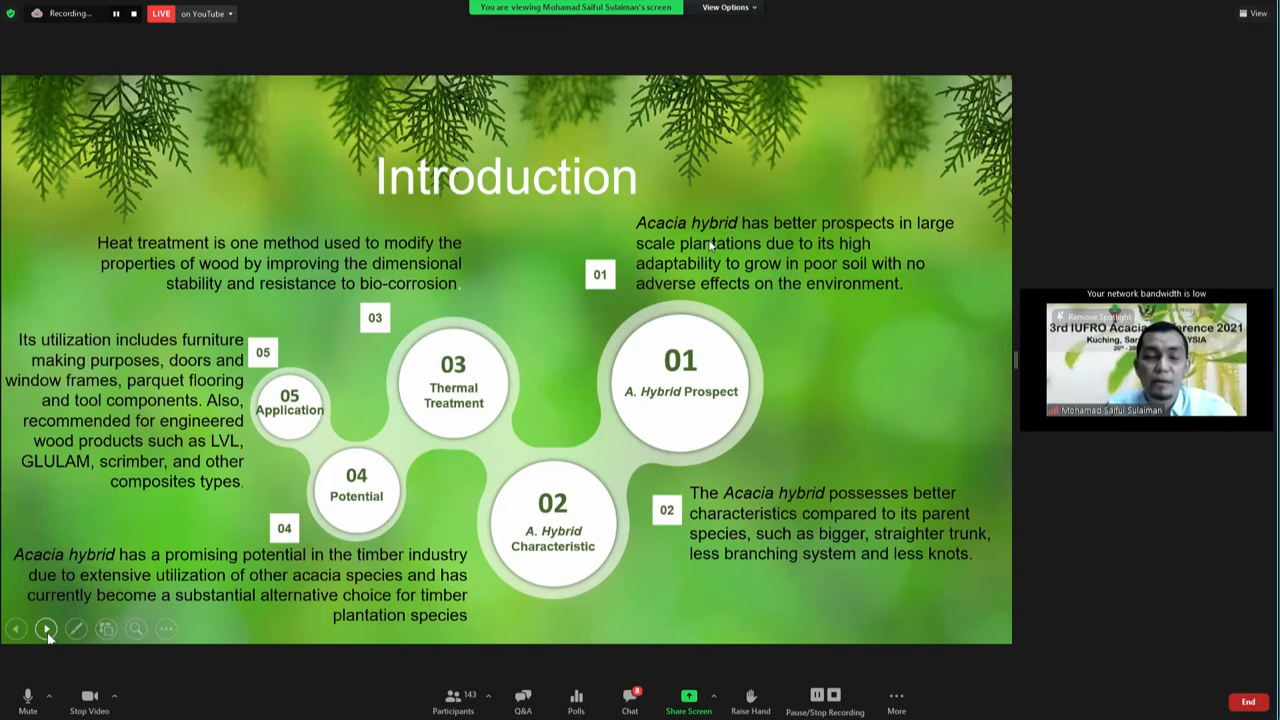 Recording...
LIVE
on YouTube
You are viewing Mohamad Saiful Sulaiman's screen
View Options
View
Introduction
Acacia hybrid has better prospects in large
scale plantations due to its high
adaptability to grow in poor soil with no
adverse effects on the environment.
01
01
A. Hybrid Prospect
02
The Acacia hybrid possesses better
characteristics compared to its parent
species, such as bigger, straighter trunk,
less branching system and less knots.
02
A. Hybrid
Characteristic
Heat treatment is one method used to modify the
properties of wood by improving the dimensional
stability and resistance to bio-corrosion.
03
03
Thermal
Treatment
04
Potential
04
Acacia hybrid has a promising potential in the timber industry
due to extensive utilization of other acacia species and has
currently become a substantial alternative choice for timber
plantation species
Its utilization includes furniture
making purposes, doors and
window frames, parquet flooring
and tool components. Also,
recommended for engineered
wood products such as LVL,
GLULAM, scrimber, and other
composites types.
05
05
Application
Your network bandwidth is low
Remove Spotlight
3rd IUFRO Acacia
2021
Kuching,
Mohamad Saiful Sulaiman
Mute
Stop Video
Participants
143
Q&A
Polls
Chat
8
Share Screen
Raise Hand
Pause/Stop Recording
More
End